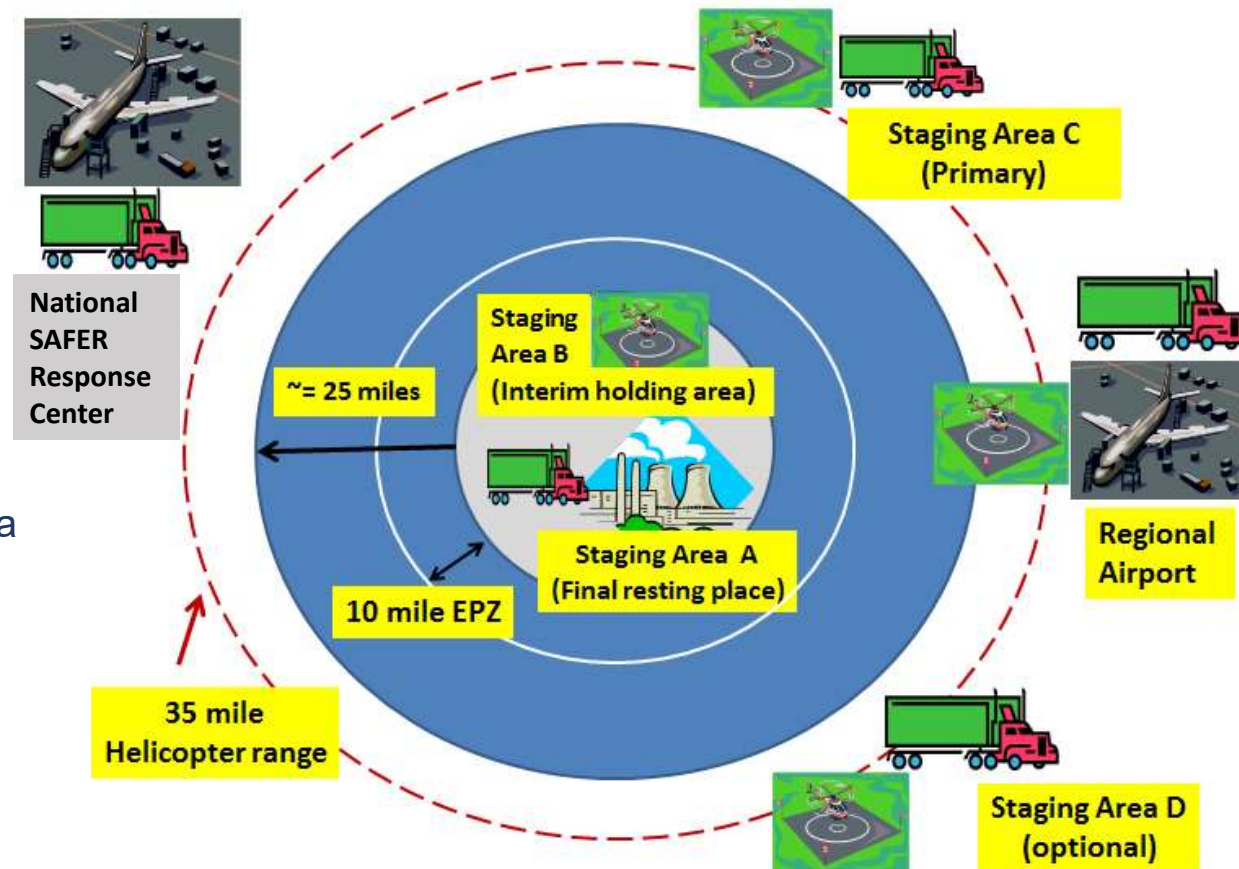 Staging Area C
(Primary)
National
SAFER
Response
Center
Staging
Area B
(Interim holding area)
~= 25 miles
Staging Area A
(Final resting place)
10 mile EPZ
a
Regional
Airport
35 mile
Helicopter range
Staging Area D
(optional)